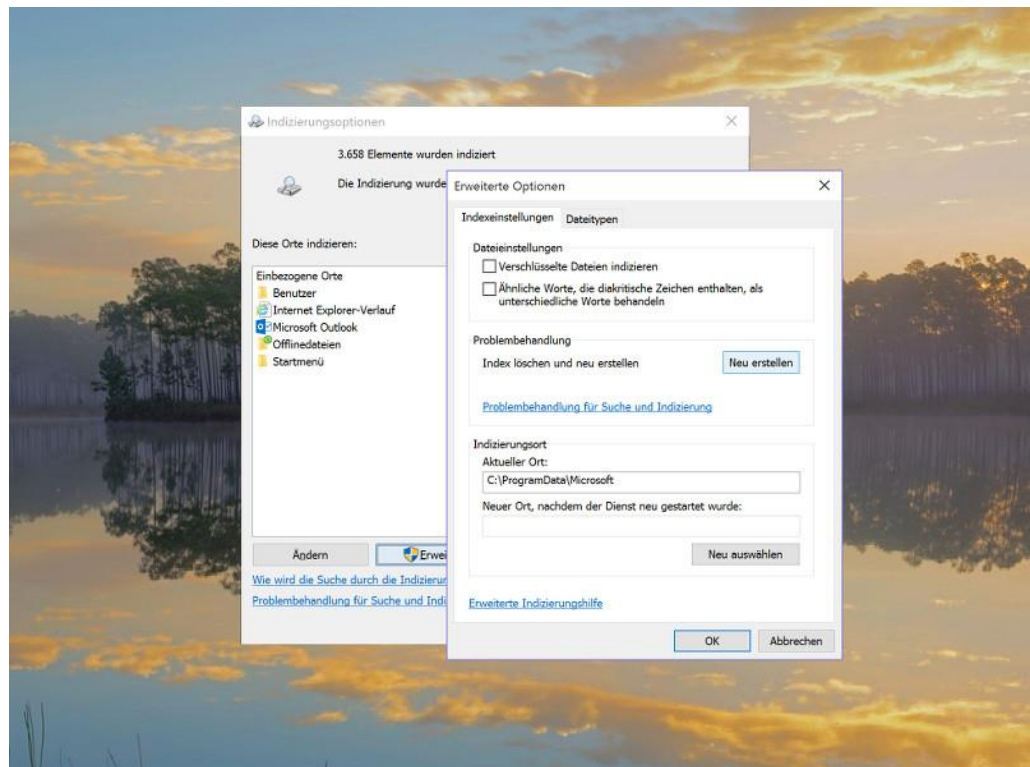 Indizierungsoptionen
3.658 Elemente wurden indiziert
Die Indizierung wurde
Diese Orte indizieren:
Einbezogene Orte
Benutzer
Internet Explorer-Verlauf
Microsoft Outlook
Offlinedateien
Startmenü
Ändern
Wie wird die Suche durch die
Problembehandlung für Suche und
Erweiterte Optionen
Indexeinstellungen
Dateitypen
Dateieinstellungen
Verschlüsselte Dateien indizieren
Ähnliche Worte, die diakritische Zeichen enthalten, als
unterschiedliche Worte behandeln
Problembehandlung
Index löschen und neu erstellen
Neu erstellen
Problembehandlung für Suche und Indizierung
Indizierungsort
Aktueller Ort:
C:\ProgramData\Microsoft
Neuer Ort, nachdem der Dienst neu gestartet wurde:
Neu auswählen
Erweiterte Indizierungshilfe
OK
Abbrechen